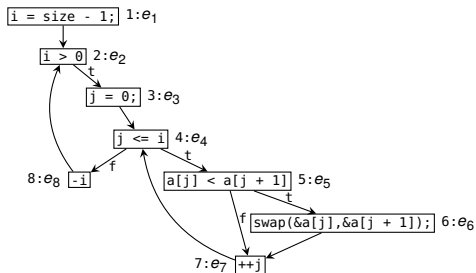 i = size - 1; 1:e1
i > 0 2:e2
t
j = 0; 3:e3
j <= i 4:e4
8:e8 -i f t
a[j] < a[j + 1] 5:e5
f t
swap(&a[j],&a[j + 1]); 6:e6
7:e7 ++j